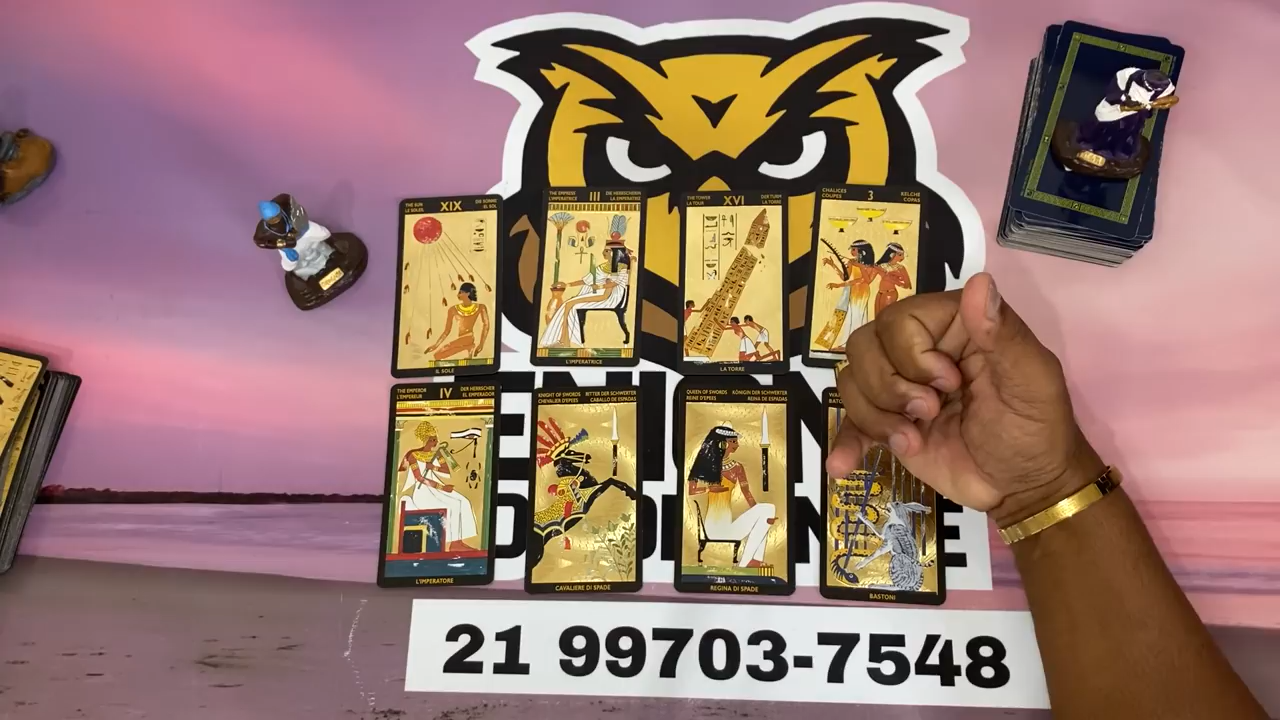 THE SUN
LE SOLEIL
XIX
DIE SONNE
EL SOL
IL SOLE
THE EMPRESS
L'IMPERATRICE
III
DIE HERRSCHERIN
LA EMPERATRIZ
L'IMPERATRICE
THE TOWER
LA TOUR
XVI
DER TURM
LA TORRE
LA TORRE
CHALICES
COUPES
3
KELCHE
COPAS
THE EMPEROR
L'EMPEREUR
IV
DER HERRSCHER
EL EMPERADOR
L'IMPERATORE
KNIGHT OF SWORDS
CHEVALIER D'EPEES
RITTER DER SCHWERTER
CABALLO DE ESPADAS
CAVALIERE DI SPADE
QUEEN OF SWORDS
REINE D'EPEES
KÖNIGIN DER SCHWERTER
REINA DE ESPADAS
REGINA DI SPADE
BASTONI
21 99703-7548